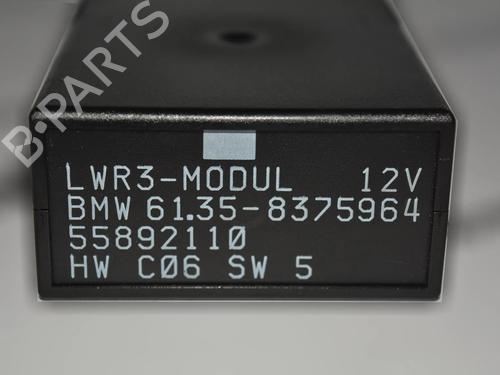 B-PARTS
LWR3-MODUL 12V
BMW 61.35-8375964
55892110
HW C06 SW 5